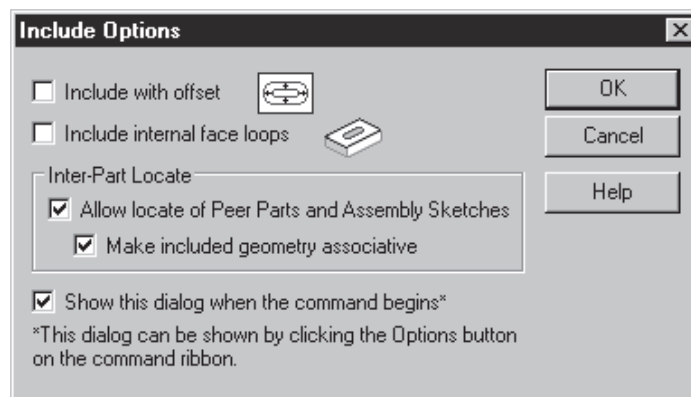 Include Options
Include with offset
OK
Include internal face loops
Cancel
Inter-Part Locate
Help
Allow locate of Peer Parts and Assembly Sketches
Make included geometry associative
Show this dialog when the command begins*
*This dialog can be shown by clicking the Options button
on the command ribbon.